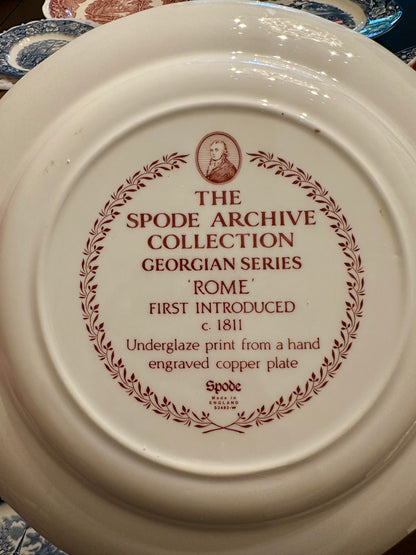 THE
SPODE ARCHIVE
COLLECTION
GEORGIAN SERIES
'ROME'
FIRST INTRODUCED
c. 1811
Underglaze print from a hand
engraved copper plate
Spode
Made in
ENGLAND
S3483-W